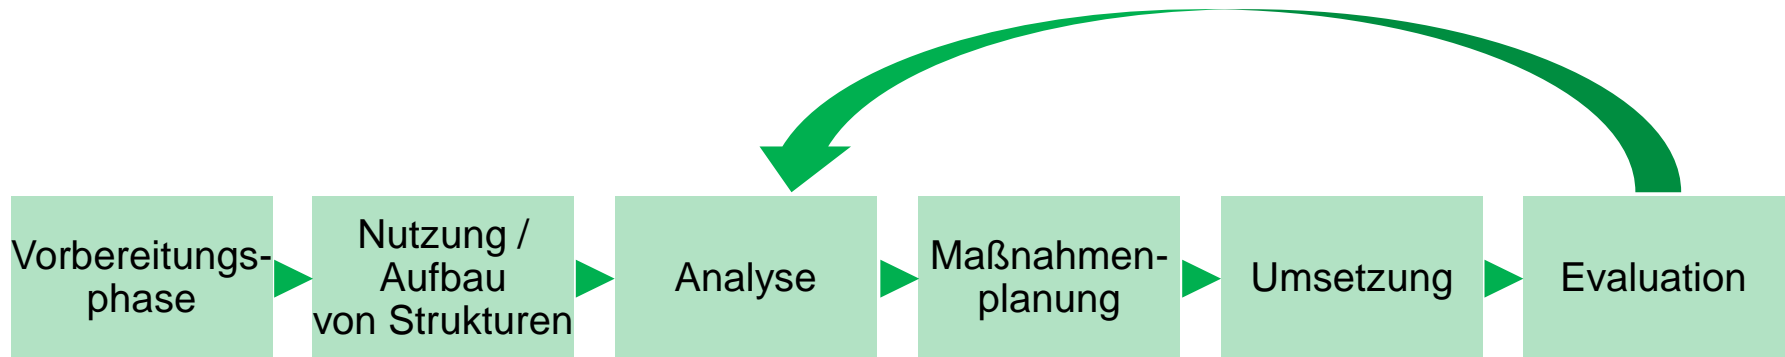 Vorbereitungs-
phase
Nutzung /
Aufbau
von Strukturen
Analyse
Maßnahmen-
planung
Umsetzung
Evaluation